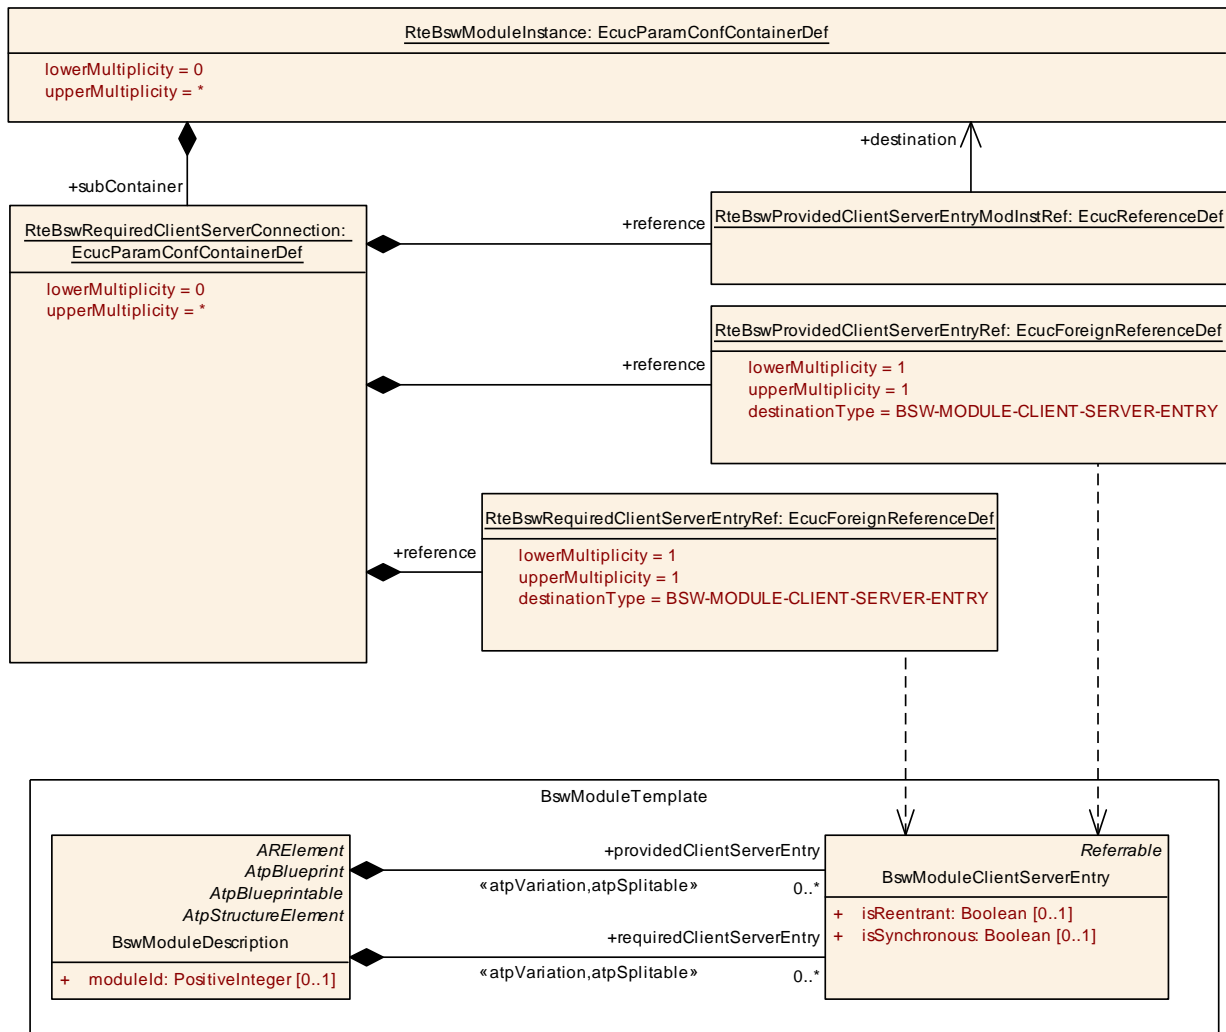 RteBswModuleInstance: EcucParamConfContainerDef
lowerMultiplicity = 0
upperMultiplicity = *
+destination
+subContainer
RteBswRequiredClientServerConnection:
EcucParamConfContainerDef
lowerMultiplicity = 0
upperMultiplicity = *
+reference
RteBswProvidedClientServerEntryModInstRef: EcucReferenceDef
+reference
RteBswProvidedClientServerEntryRef: EcucForeignReferenceDef
lowerMultiplicity = 1
upperMultiplicity = 1
destinationType = BSW-MODULE-CLIENT-SERVER-ENTRY
+reference
RteBswRequiredClientServerEntryRef: EcucForeignReferenceDef
lowerMultiplicity = 1
upperMultiplicity = 1
destinationType = BSW-MODULE-CLIENT-SERVER-ENTRY
BswModuleTemplate
ARElement
AtpBlueprint
AtpBlueprintable
AtpStructureElement
BswModuleDescription
+ moduleId: PositiveInteger [0..1]
+providedClientServerEntry
«atpVariation,atpSplitable» 0..*
+requiredClientServerEntry
«atpVariation,atpSplitable» 0..*
Referrable
BswModuleClientServerEntry
+ isReentrant: Boolean [0..1]
+ isSynchronous: Boolean [0..1]